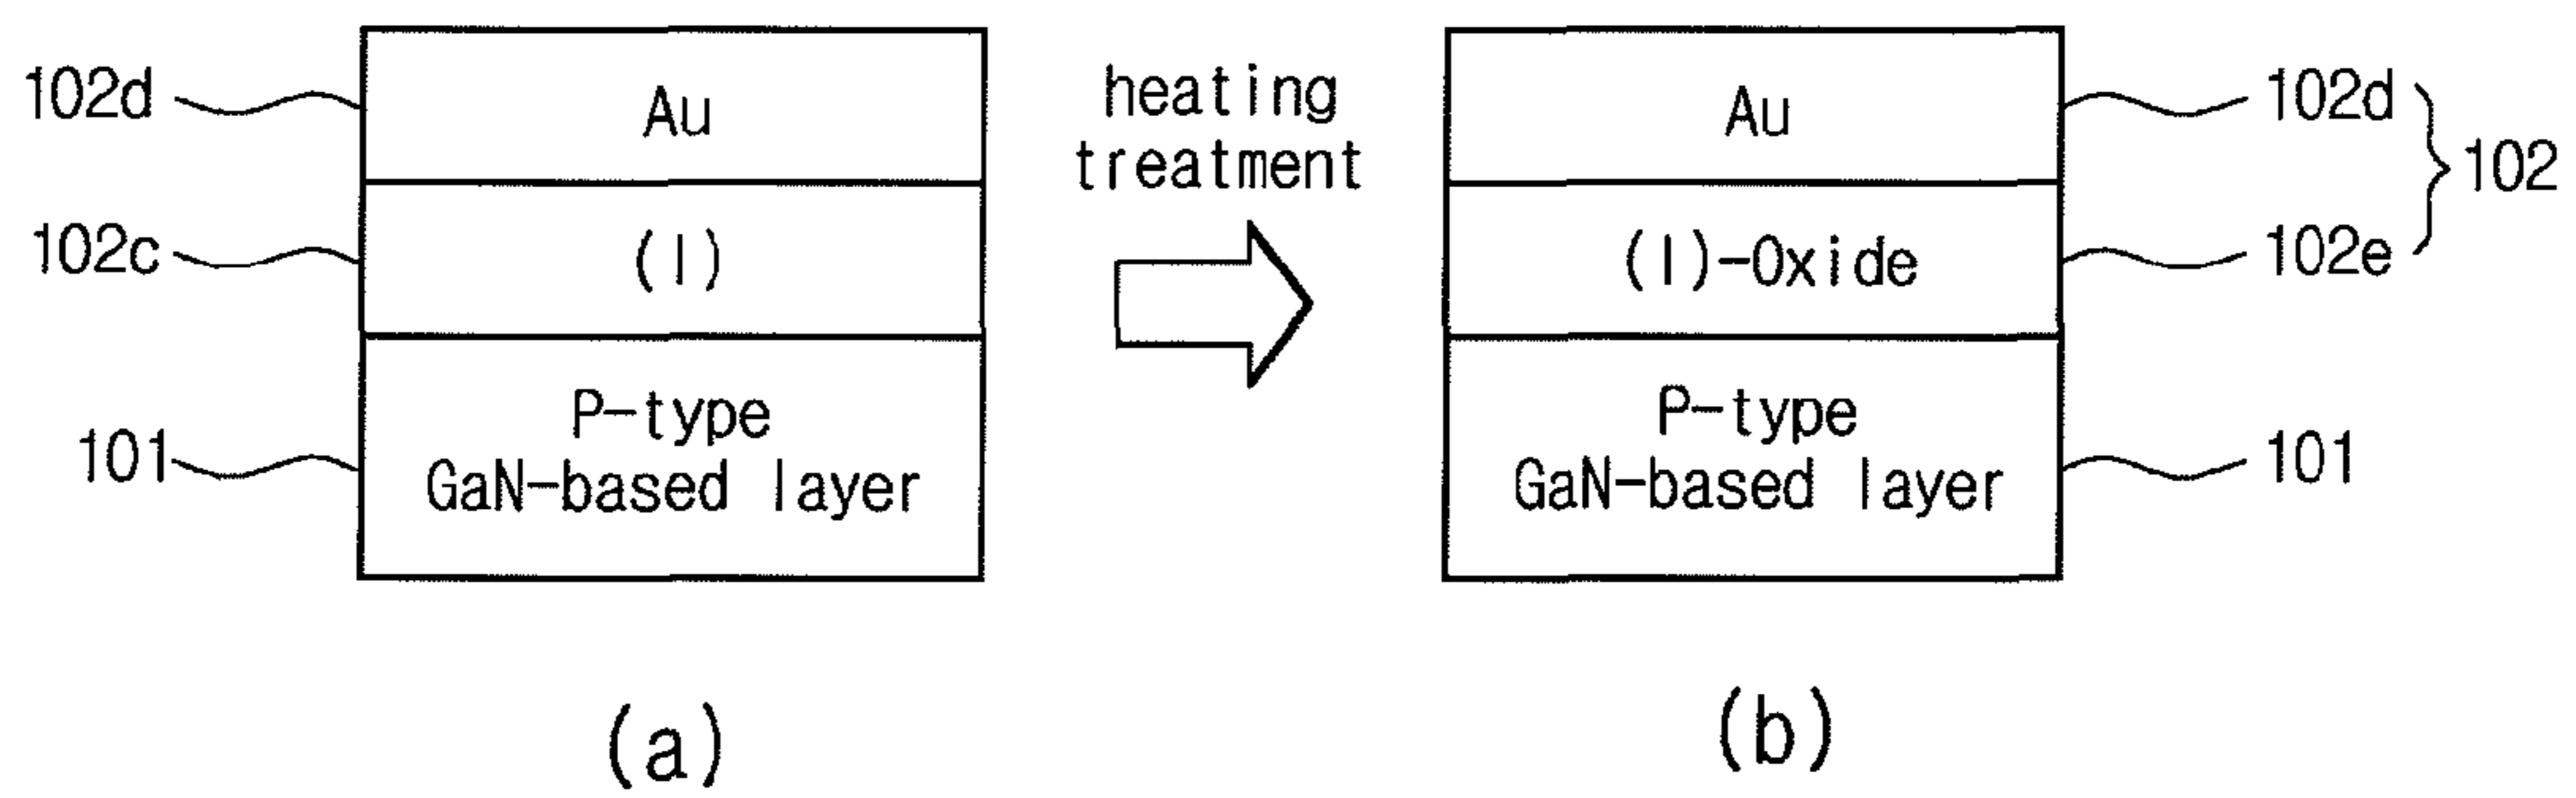 102d
Au
102c
(I)
101
P-type
GaN-based layer
(a)
heating
treatment
Au
102d
102
(I)-Oxide
102e
P-type
GaN-based layer
101
(b)